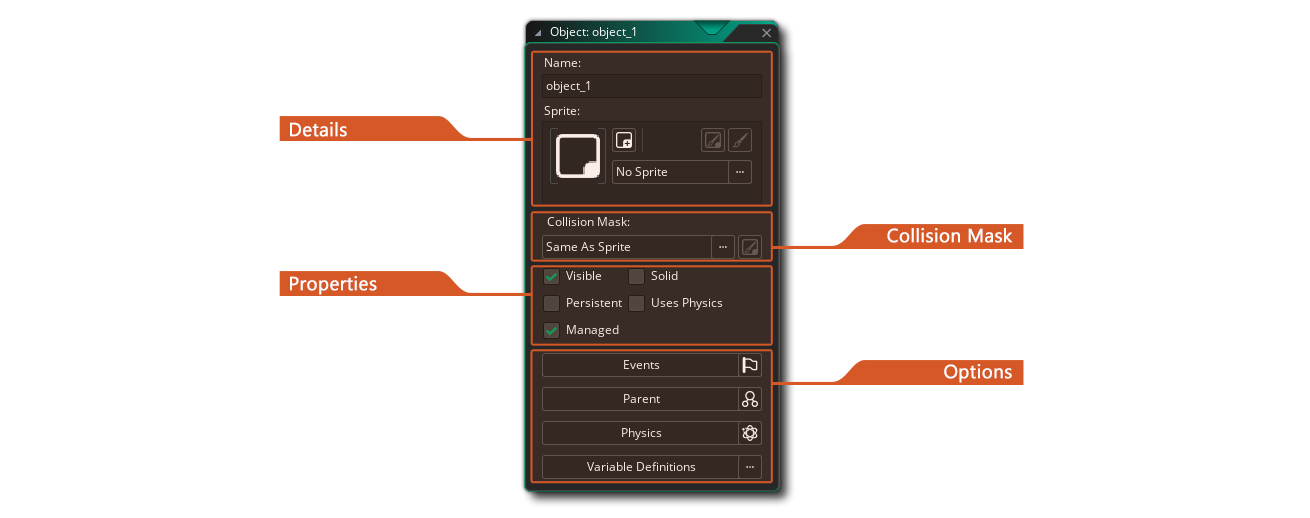 Object: object_1
Name:
object_1
Sprite:
Details
No Sprite
Collision Mask:
Collision Mask
Same As Sprite
Properties
Visible Solid
Persistent Uses Physics
Managed
Events
Options
Parent
Physics
Variable Definitions